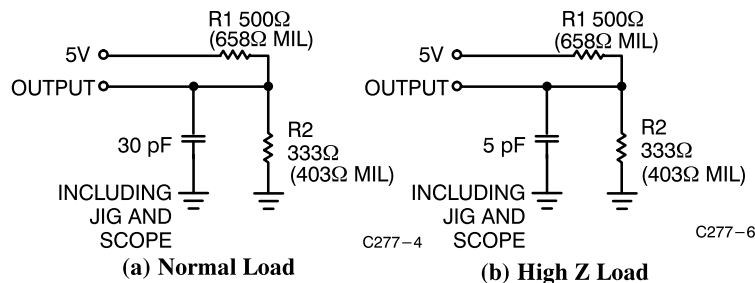 R1 500Ω
(658Ω MIL)
5V
OUTPUT
30 pF
R2
333Ω
(403Ω MIL)
INCLUDING
JIG AND
SCOPE
C277−4
(a) Normal Load
R1 500Ω
(658Ω MIL)
5V
OUTPUT
5 pF
R2
333Ω
(403Ω MIL)
INCLUDING
JIG AND
SCOPE
C277−6
(b) High Z Load